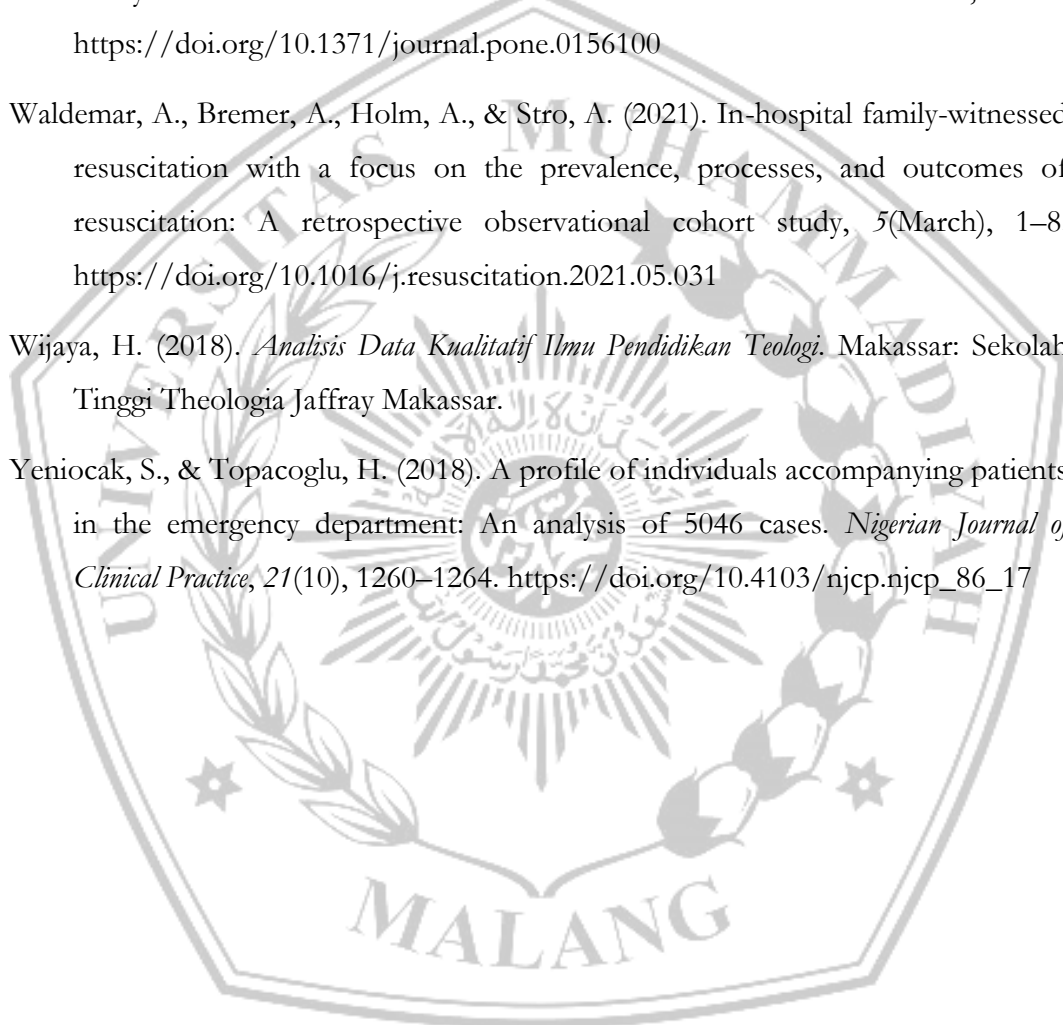 https://doi.org/10.1371/journal.pone.0156100
Waldemar, A., Bremer, A., Holm, A., & Stro, A. (2021). In-hospital family-witnessed
resuscitation with a focus on the prevalence, processes, and outcomes of
resuscitation: A retrospective observational cohort study, 5(March), 1–8
https://doi.org/10.1016/j.resuscitation.2021.05.031
Wijaya, H. (2018). Analisis Data Kualitatif Ilmu Pendidikan Teologi. Makassar: Sekolah
Tinggi Theologia Jaffray Makassar.
Yeniocak, S., & Topacoglu, H. (2018). A profile of individuals accompanying patients
in the emergency department: An analysis of 5046 cases. Nigerian Journal of
Clinical Practice, 21(10), 1260–1264. https://doi.org/10.4103/njcp.njcp_86_17
UNIVERSITAS MUHAMMADIYAH
MALANG